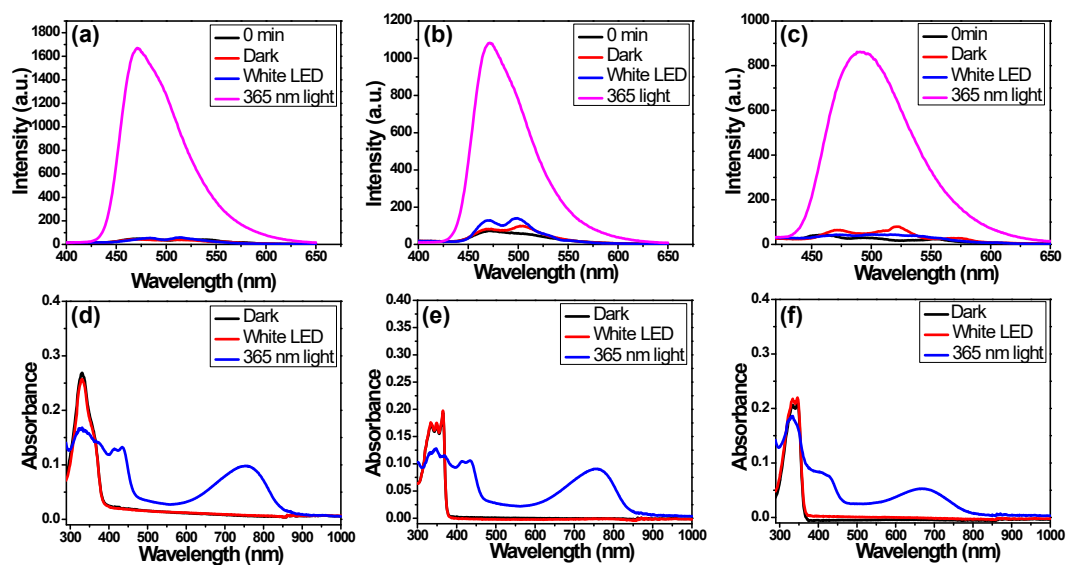 (a)
0 min
Dark
White LED
365 nm light
Intensity (a.u.)
1800
1600
1400
1200
1000
800
600
400
200
0
400 450 500 550 600 650
Wavelength (nm)
(b)
0 min
Dark
White LED
365 light
Intensity (a.u.)
1200
1000
800
600
400
200
0
400 450 500 550 600 650
Wavelength (nm)
(c)
0min
Dark
White LED
365 nm light
Intensity (a.u.)
1000
800
600
400
200
0
450 500 550 600 650
Wavelength (nm)
(d)
Dark
White LED
365 nm light
Absorbance
0.4
0.3
0.2
0.1
0.0
300 400 500 600 700 800 900 1000
Wavelength (nm)
(e)
Dark
White LED
365 nm light
Absorbance
0.40
0.35
0.30
0.25
0.20
0.15
0.10
0.05
0.00
300 400 500 600 700 800 900 1000
Wavelength (nm)
(f)
Dark
White LED
365 nm light
Absorbance
0.4
0.3
0.2
0.1
0.0
300 400 500 600 700 800 900 1000
Wavelength (nm)